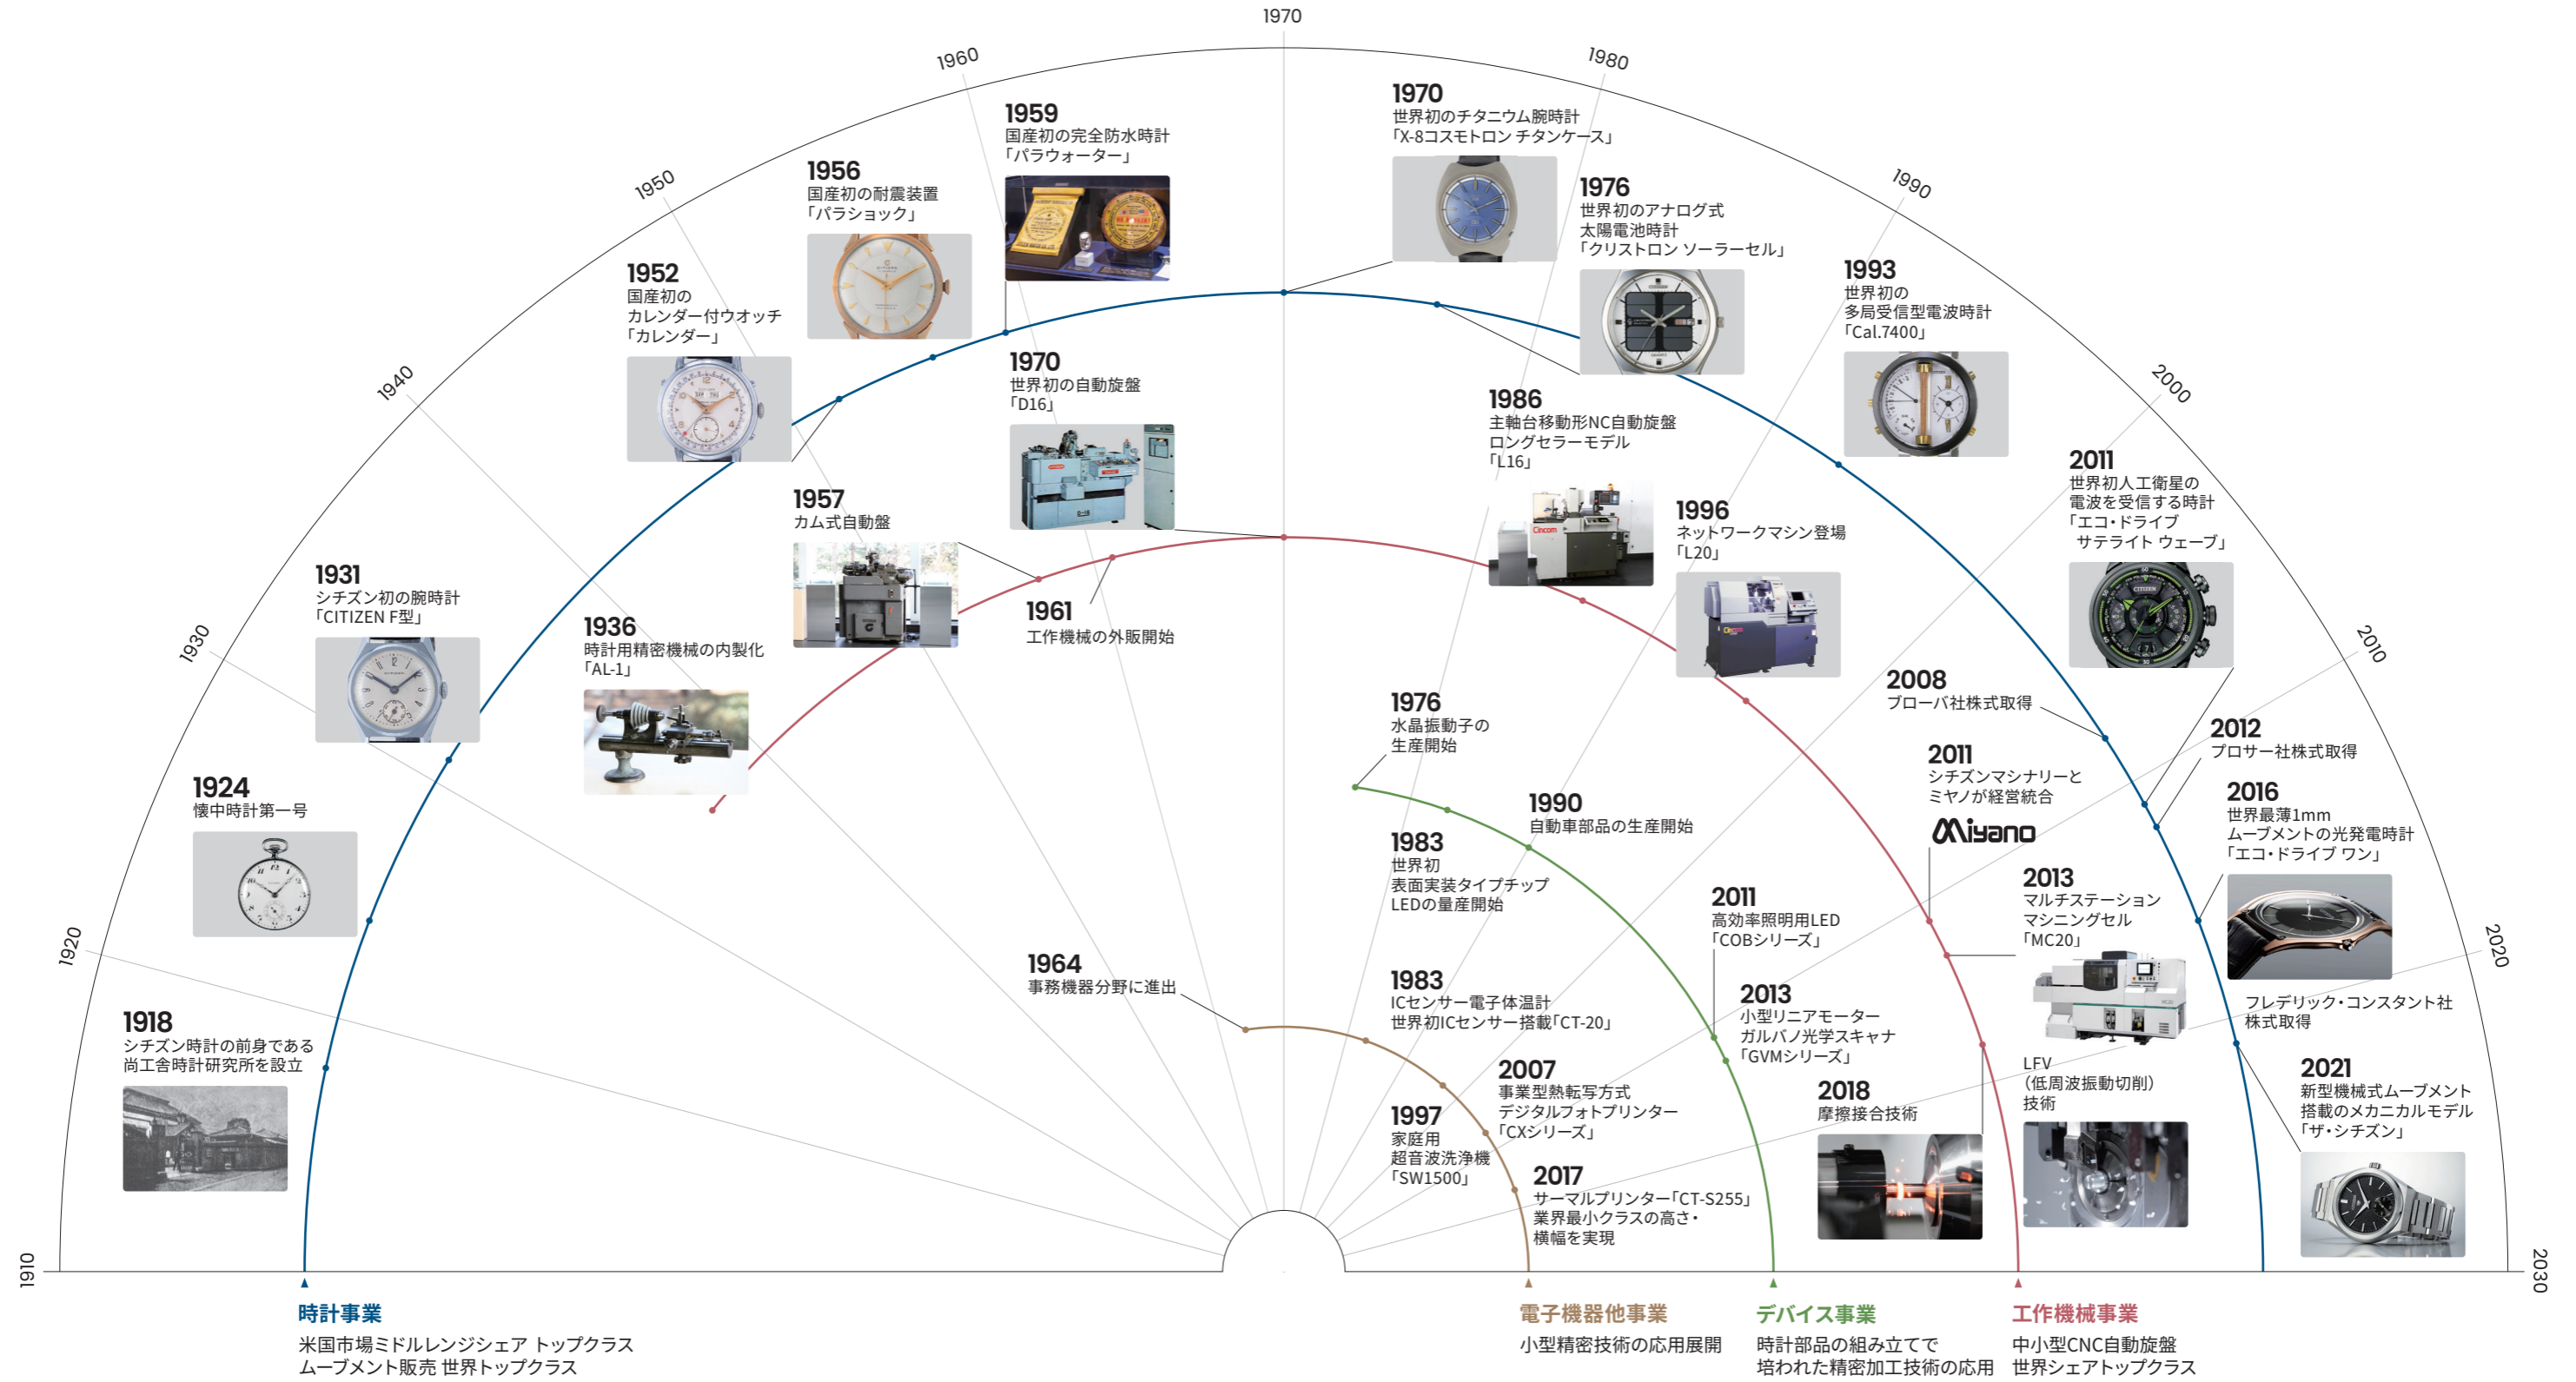 1910
1920
1930
1940
1950
1960
1970
1980
1990
2000
2010
2020
2030
1918
シチズン時計の前身である
尚工舎時計研究所を設立
1924
懐中時計第一号
1931
シチズン初の腕時計
「CITIZEN F型」
1952
国産初の
カレンダー付ウオッチ
「カレンダー」
1956
国産初の耐震装置
「パラショック」
1959
国産初の完全防水時計
「パラウォーター」
1970
世界初のチタニウム腕時計
「X-8コスモトロン チタンケース」
1976
世界初のアナログ式
太陽電池時計
「クリストロン ソーラーセル」
1993
世界初の
多局受信型電波時計
「Cal.7400」
2008
ブローバ社株式取得
2011
世界初人工衛星の
電波を受信する時計
「エコ・ドライブ
サテライト ウェーブ」
2012
プロサー社株式取得
2016
世界最薄1mm
ムーブメントの光発電時計
「エコ・ドライブ ワン」
フレデリック・コンスタント社
株式取得
2021
新型機械式ムーブメント
搭載のメカニカルモデル
「ザ・シチズン」
1936
時計用精密機械の内製化
「AL-1」
1957
カム式自動盤
1961
工作機械の外販開始
1970
世界初の自動旋盤
「D16」
1986
主軸台移動形NC自動旋盤
ロングセラーモデル
「L16」
Cincom
1996
ネットワークマシン登場
「L20」
2011
シチズンマシナリーと
ミヤノが経営統合
Miyano
2013
マルチステーション
マシニングセル
「MC20」
2018
摩擦接合技術
LFV
（低周波振動切削）
技術
1976
水晶振動子の
生産開始
1983
世界初
表面実装タイプチップ
LEDの量産開始
1990
自動車部品の生産開始
2011
高効率照明用LED
「COBシリーズ」
2013
小型リニアモーター
ガルバノ光学スキャナ
「GVMシリーズ」
1964
事務機器分野に進出
1983
ICセンサー電子体温計
世界初ICセンサー搭載「CT-20」
1997
家庭用
超音波洗浄機
「SW1500」
2007
事業型熱転写方式
デジタルフォトプリンター
「CXシリーズ」
2017
サーマルプリンター「CT-S255」
業界最小クラスの高さ・
横幅を実現
時計事業
米国市場ミドルレンジシェア トップクラス
ムーブメント販売 世界トップクラス
電子機器他事業
小型精密技術の応用展開
デバイス事業
時計部品の組み立てで
培われた精密加工技術の応用
工作機械事業
中小型CNC自動旋盤
世界シェアトップクラス